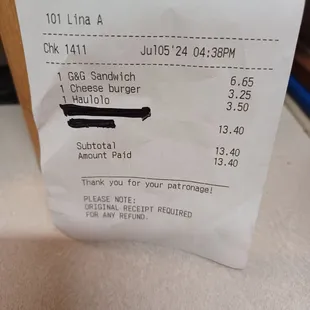 101 Lina A
Chk 1411 Jul05'24 04:38PM
1 G&G Sandwich 6.65
1 Cheese burger 3.25
1 Haulolo 3.50
13.40
Subtotal 13.40
Amount Paid 13.40
Thank you for your patronage!
PLEASE NOTE:
ORIGINAL RECEIPT REQUIRED
FOR ANY REFUND.